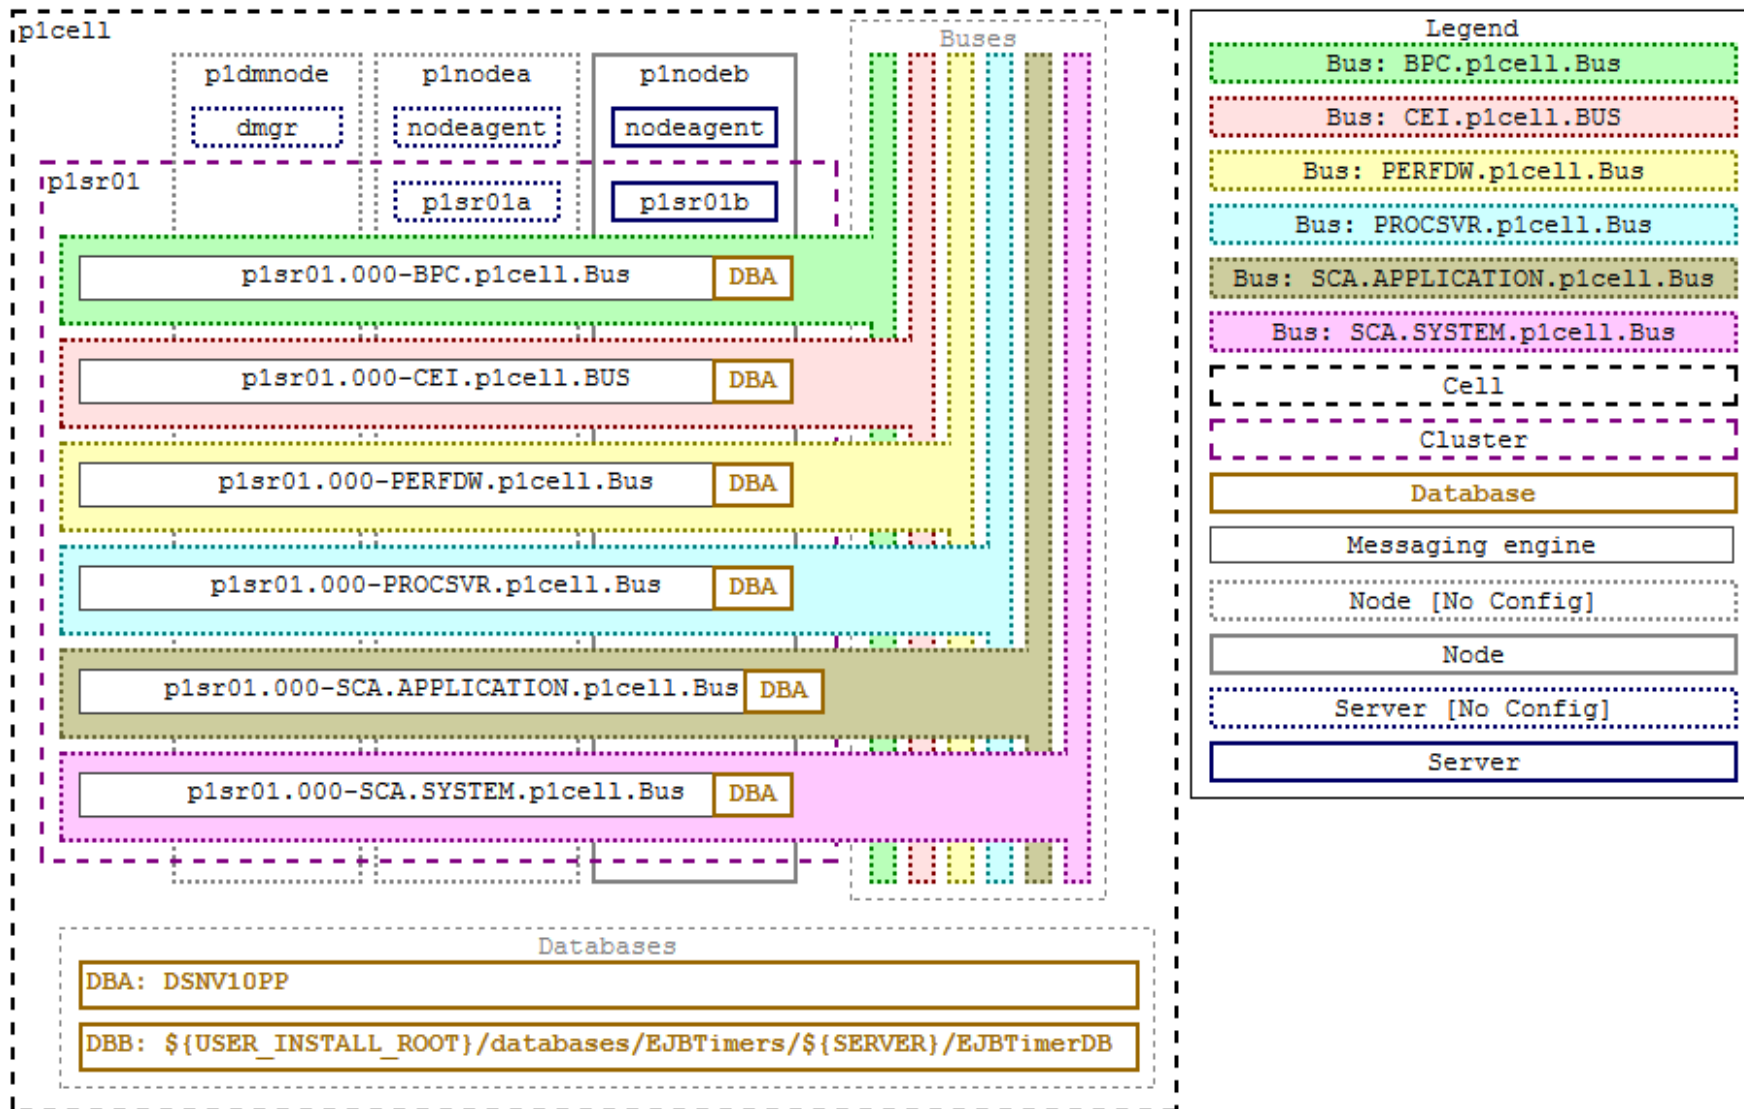 p1cell
p1dmnode
p1nodea
p1nodeb
Buses
dmgr
nodeagent
nodeagent
p1sr01
p1sr01a
p1sr01b
p1sr01.000-BPC.p1cell.Bus DBA
p1sr01.000-CEI.p1cell.BUS DBA
p1sr01.000-PERFDW.p1cell.Bus DBA
p1sr01.000-PROCSVR.p1cell.Bus DBA
p1sr01.000-SCA.APPLICATION.p1cell.Bus DBA
p1sr01.000-SCA.SYSTEM.p1cell.Bus DBA
Databases
DBA: DSNV10PP
DBB: ${USER_INSTALL_ROOT}/databases/EJBTimers/${SERVER}/EJBTimerDB
Legend
Bus: BPC.p1cell.Bus
Bus: CEI.p1cell.BUS
Bus: PERFDW.p1cell.Bus
Bus: PROCSVR.p1cell.Bus
Bus: SCA.APPLICATION.p1cell.Bus
Bus: SCA.SYSTEM.p1cell.Bus
Cell
Cluster
Database
Messaging engine
Node [No Config]
Node
Server [No Config]
Server